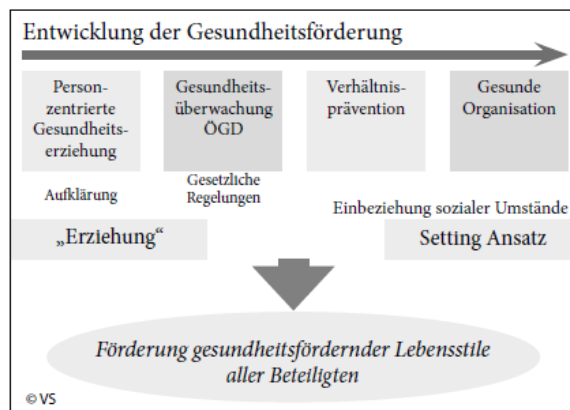 Entwicklung der Gesundheitsförderung
Person-
zentrierte
Gesundheits-
erziehung
Gesundheits-
überwachung
ÖGD
Verhältnis-
prävention
Gesunde
Organisation
Aufklärung
Gesetzliche
Regelungen
Einbeziehung sozialer Umstände
„Erziehung“
Setting Ansatz
Förderung gesundheitsfördernder Lebensstile
aller Beteiligten
© VS